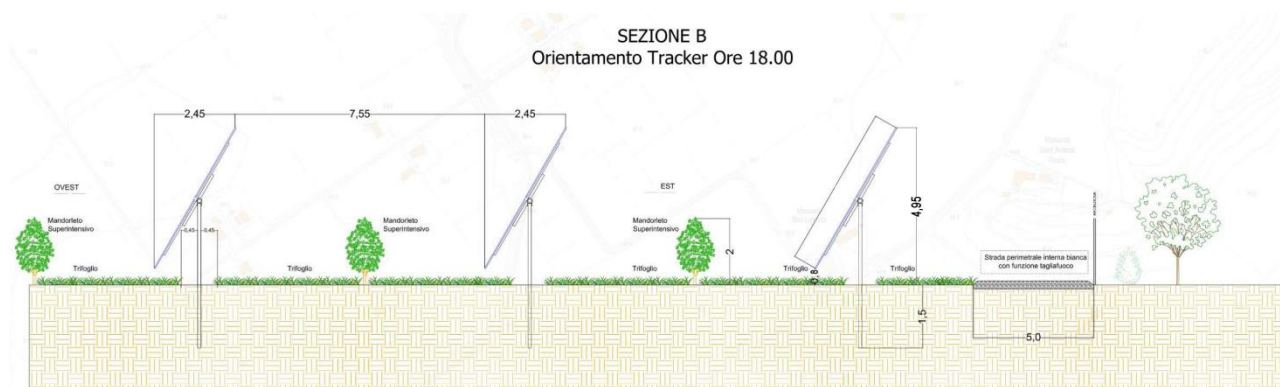 SEZIONE B
Orientamento Tracker Ore 18.00
2,45
7,55
2,45
OVEST
EST
Mandorleto
Superintensivo
0,45
0,45
Mandorleto
Superintensivo
Mandorleto
Superintensivo
2
4,95
Trifoglio
Trifoglio
Trifoglio
Trifoglio
Trifoglio
0,8
Strada perimetrale interna bianca
con funzione tagliafuoco
1,5
5,0